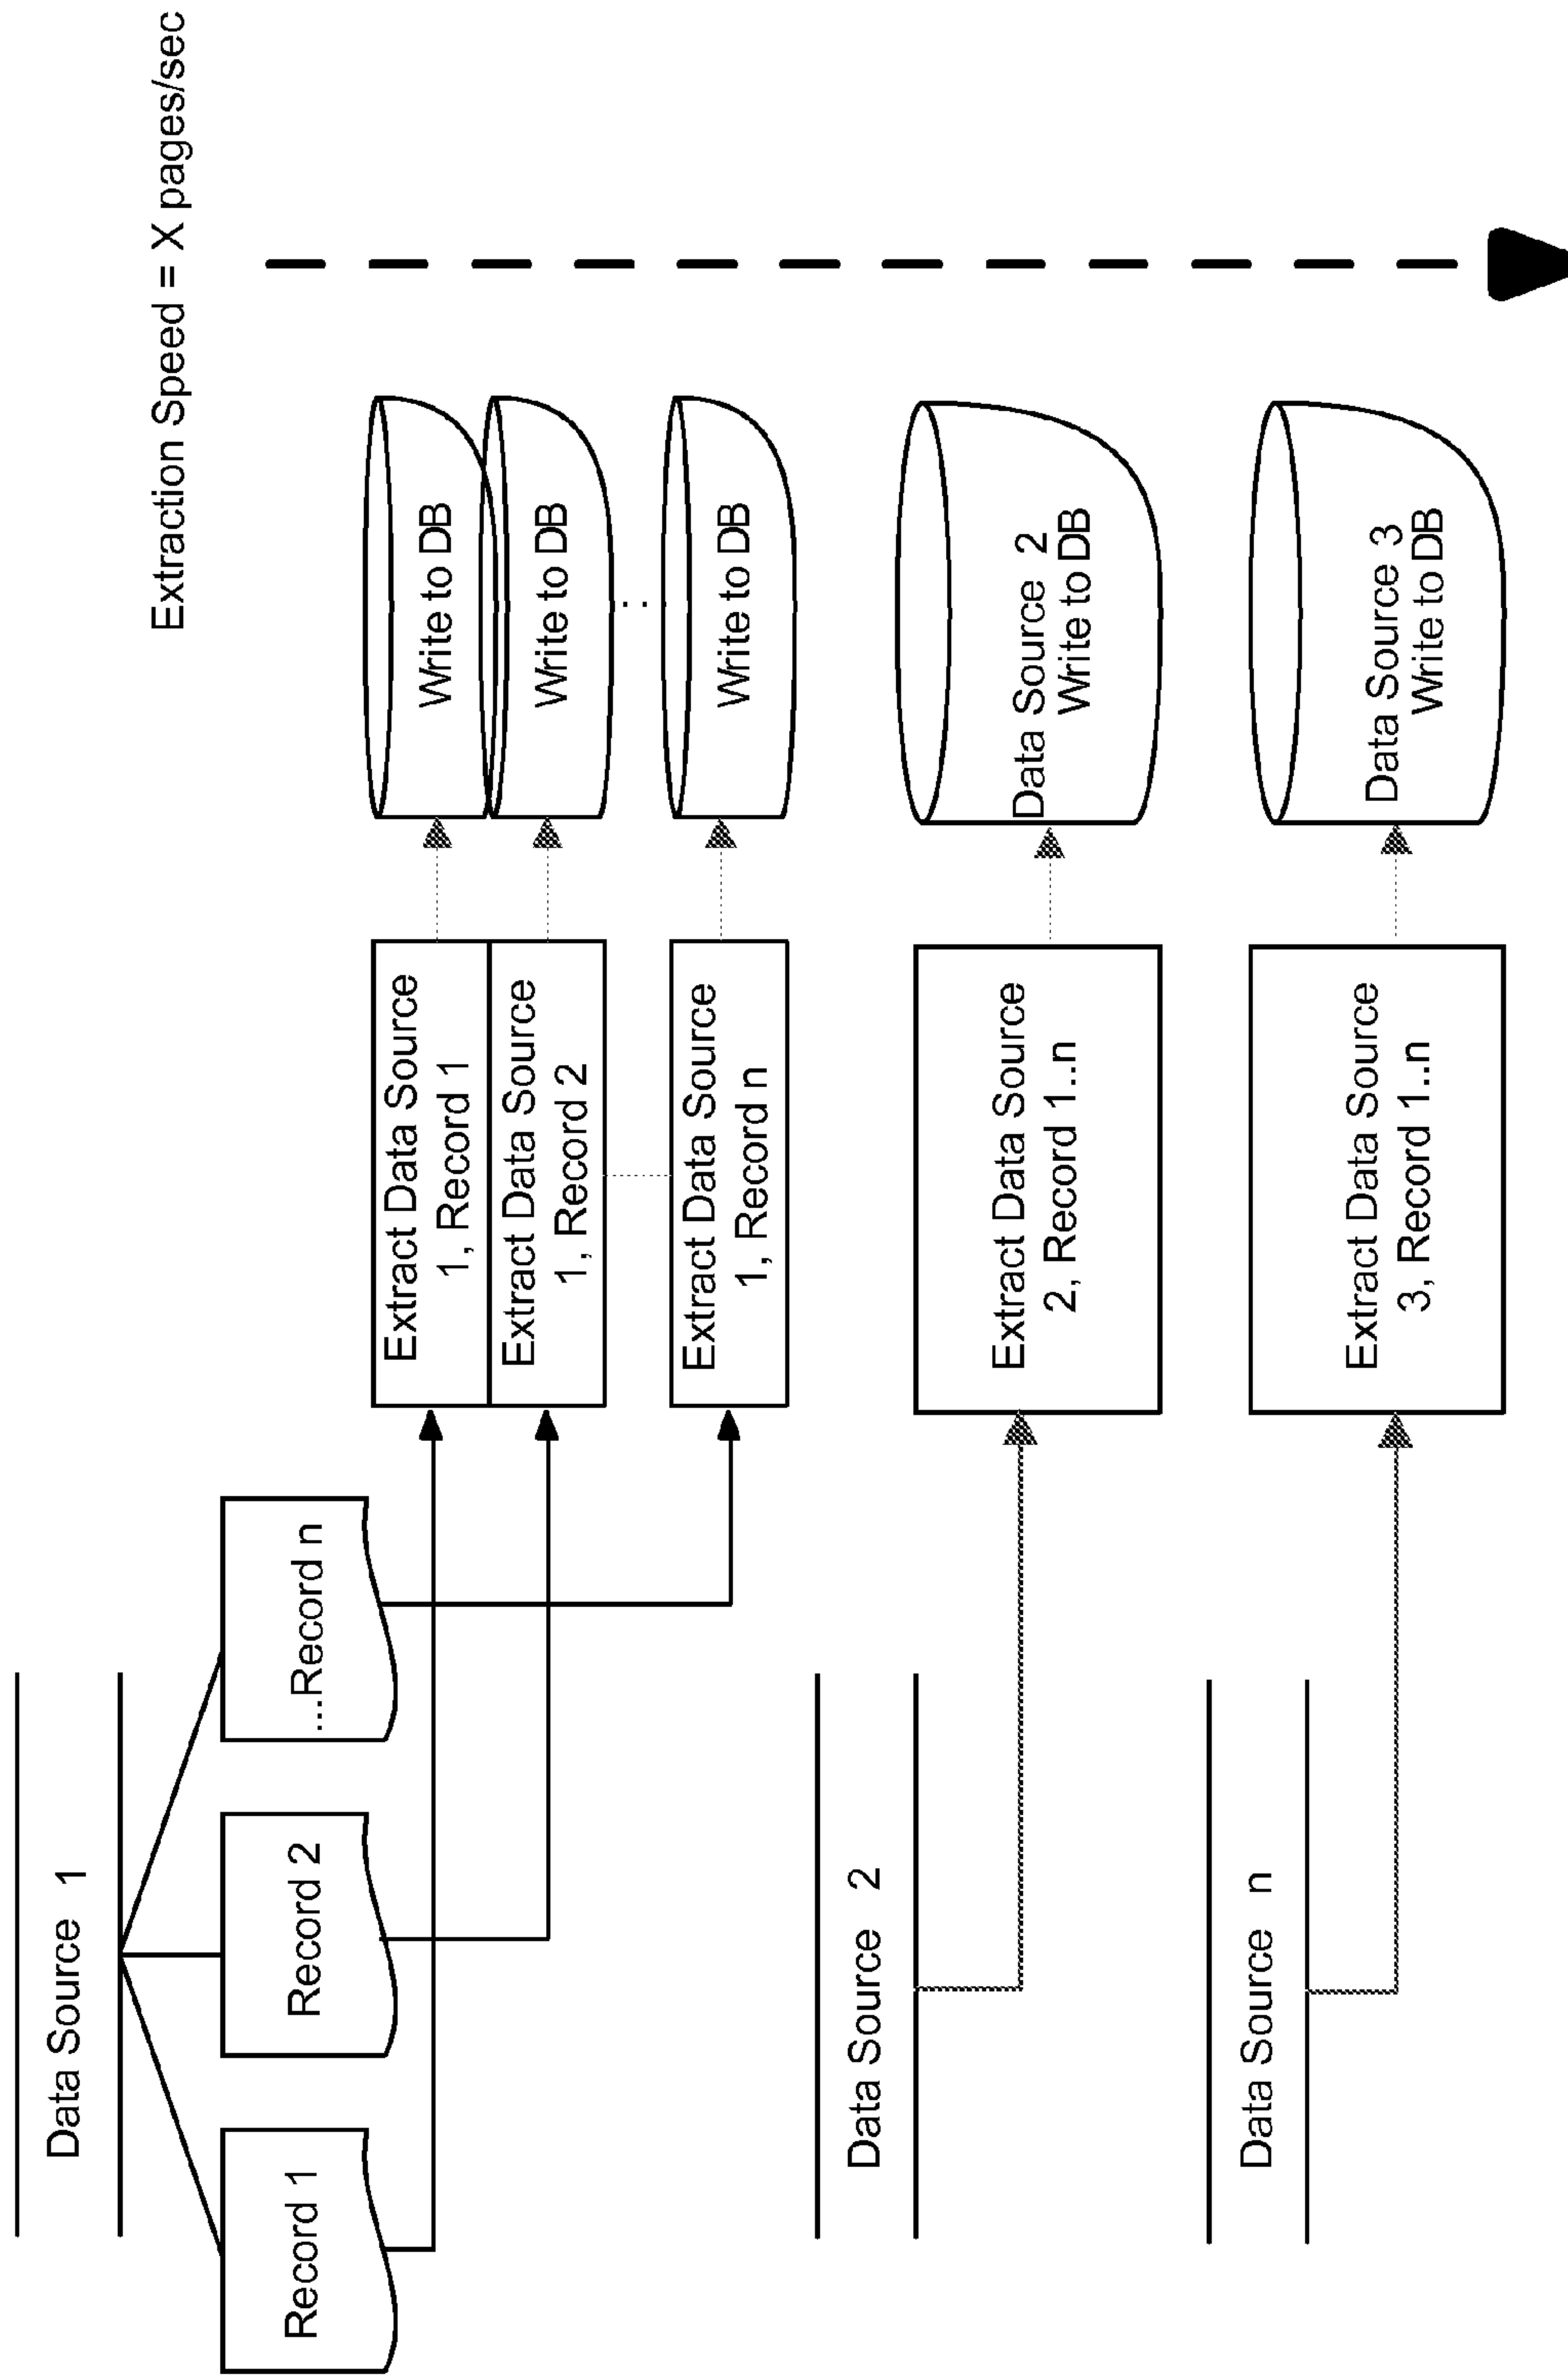 Extraction Speed = X pages/sec
Data Source 1
Record 1
Record 2
...Record n
Extract Data Source
1, Record 1
Write to DB
Extract Data Source
1, Record 2
Write to DB
..
Extract Data Source
1, Record n
Write to DB
Data Source 2
Extract Data Source
2, Record 1..n
Data Source 2
Write to DB
Data Source n
Extract Data Source
3, Record 1..n
Data Source 3
Write to DB